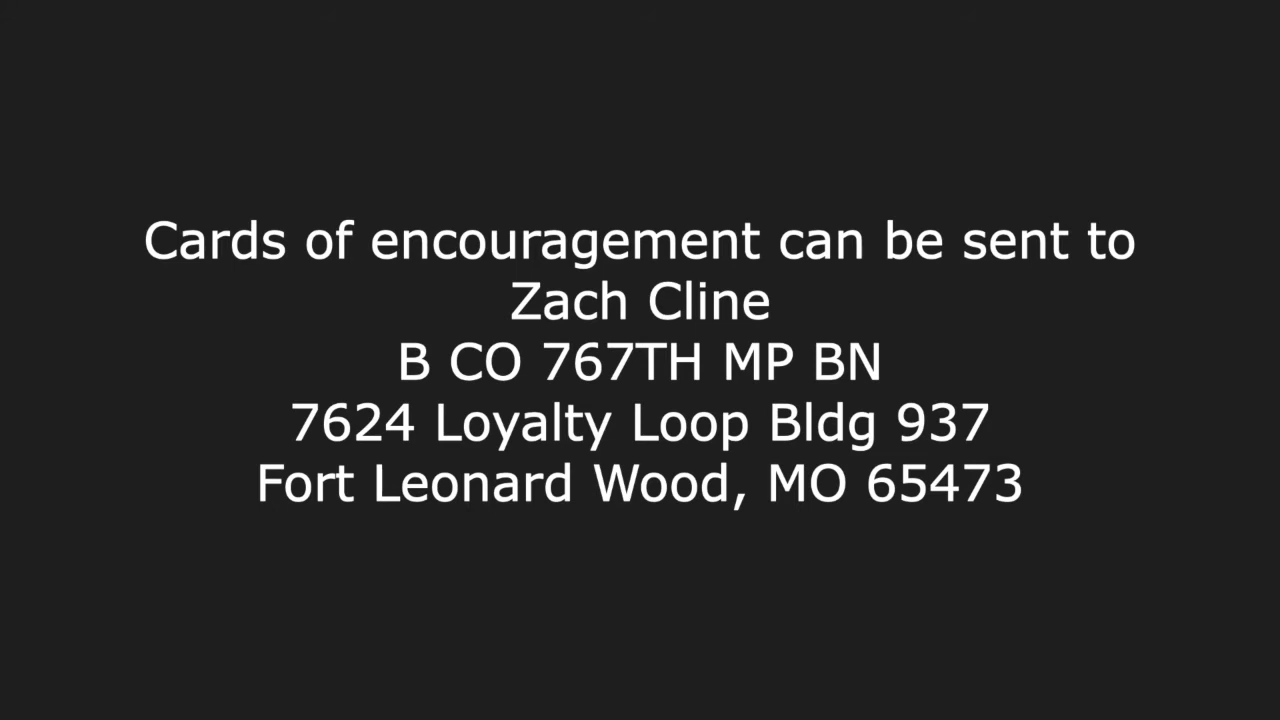 Cards of encouragement can be sent to
Zach Cline
B CO 767TH MP BN
7624 Loyalty Loop Bldg 937
Fort Leonard Wood, MO 65473